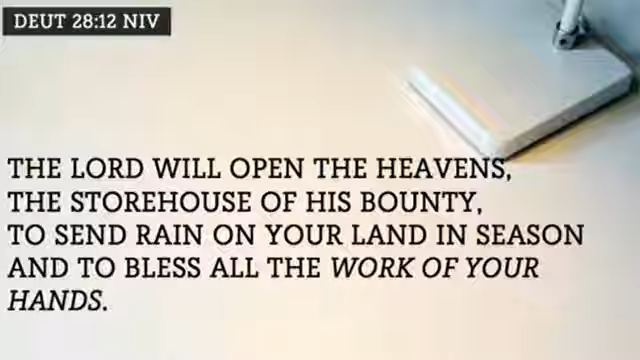 DEUT 28:12 NIV
THE LORD WILL OPEN THE HEAVENS,
THE STOREHOUSE OF HIS BOUNTY,
TO SEND RAIN ON YOUR LAND IN SEASON
AND TO BLESS ALL THE WORK OF YOUR
HANDS.